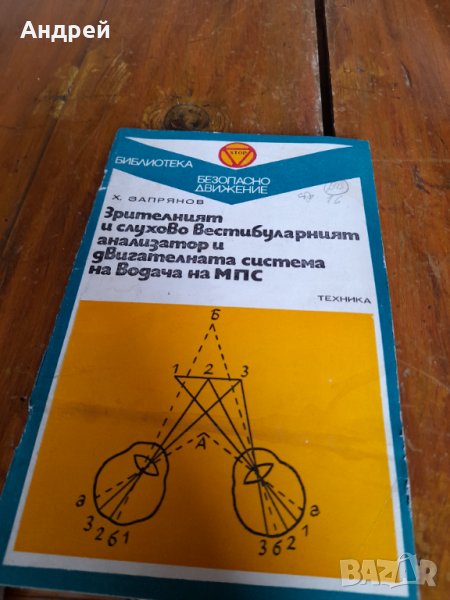 Андрей
STOP
БИБЛИОТЕКА
БЕЗОПАСНО
ДВИЖЕНИЕ
Х. ЗАПРЯНОВ
Зрителният
и слухово вестибуларният
анализатор и
двигателната система
на водача на МПС
ТЕХНИКА
Б
1 2 3
А
а 3 2 6 1
3 6 2 1 а
BAZAR